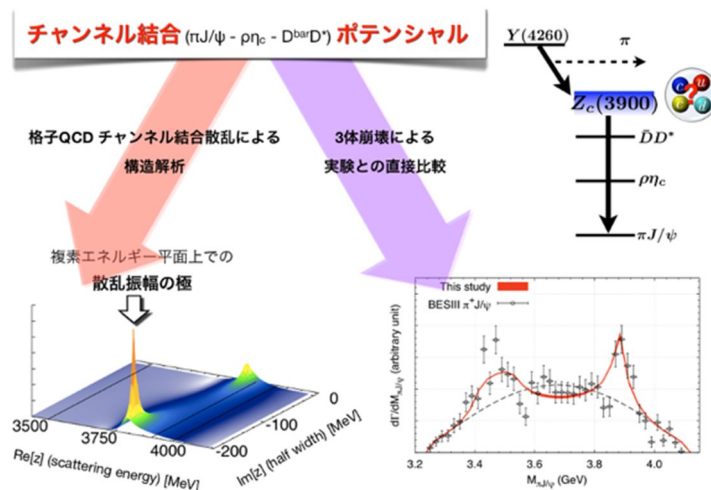 チャンネル結合 (πJ/ψ - ρηc - DbarD*) ポテンシャル
Y(4260)
π
Zc(3900)
c u
c d
D̄D*
ρηc
πJ/ψ
格子QCD チャンネル結合散乱による
構造解析
3体崩壊による
実験との直接比較
複素エネルギー平面上での
散乱振幅の極
3500
3750
4000
Re[z] (scattering energy) [MeV]
-200
-100
0
Im[z] (half width) [MeV]
This study
BESIII π+J/ψ
dΓ/dMπJ/ψ (arbitrary unit)
3.2 3.4 3.6 3.8 4.0
MπJ/ψ (GeV)